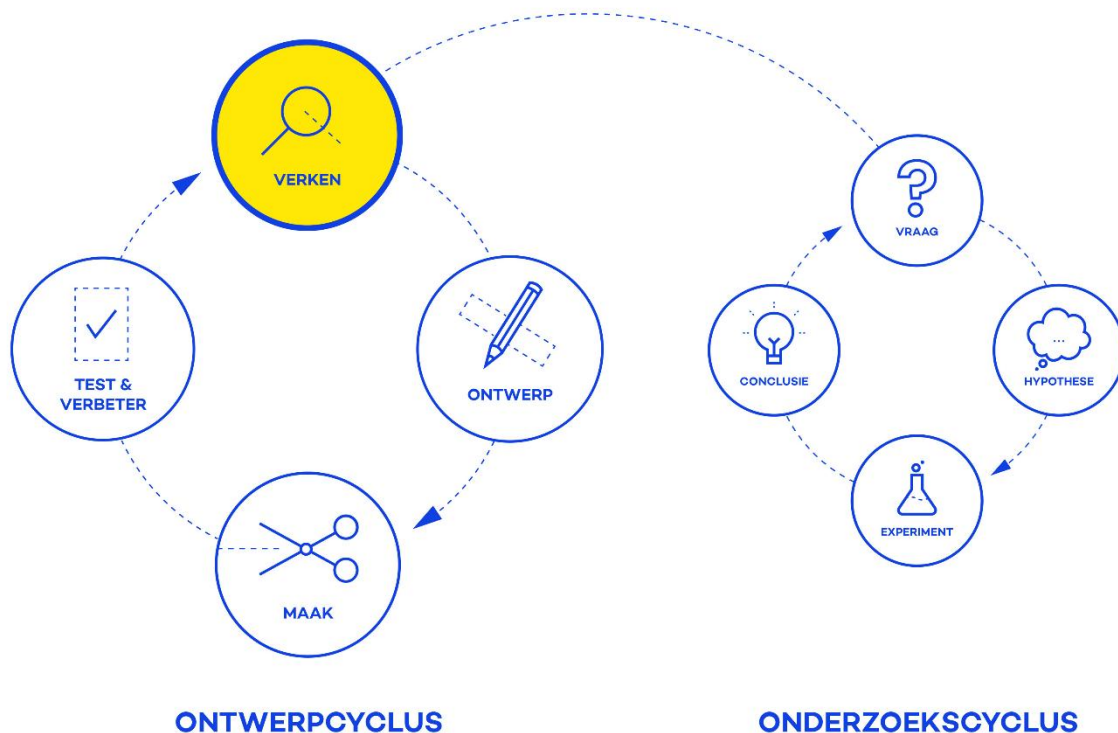 VERKEN
VRAAG
TEST &
VERBETER
ONTWERP
CONCLUSIE
...
HYPOTHESE
EXPERIMENT
MAAK
ONTWERPCYCLUS
ONDERZOEKSCYCLUS